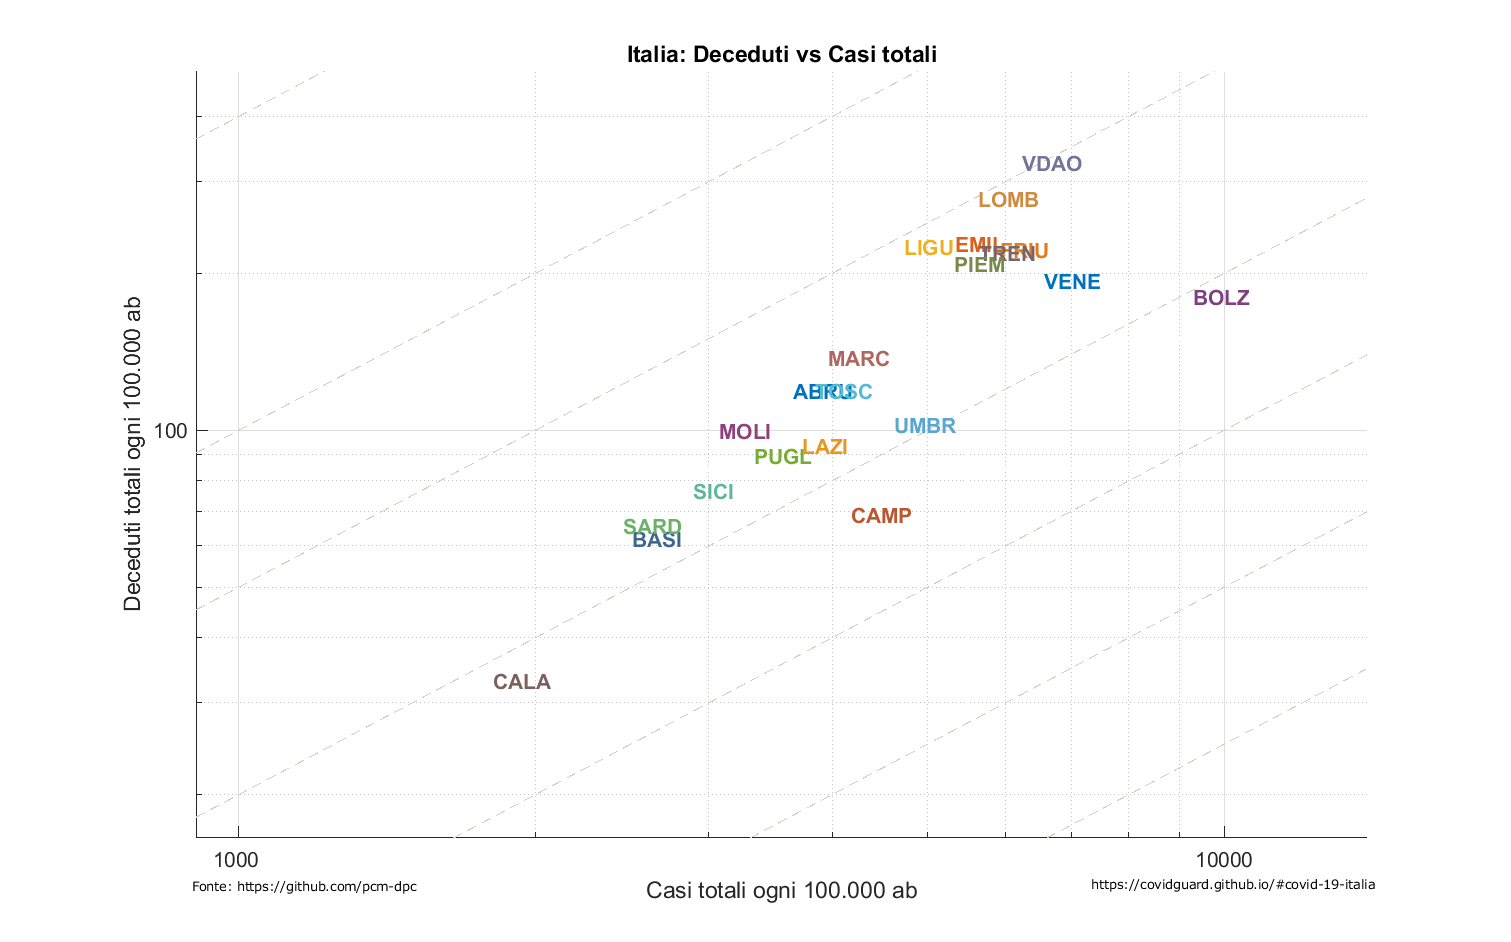 Italia: Deceduti vs Casi totali
Deceduti totali ogni 100.000 ab
100
VDAO
LOMB
LIGU
EMIL
FRIU
TREN
PIEM
VENE
BOLZ
MARC
ABRU
TOSC
UMBR
MOLI
LAZI
PUGL
SICI
CAMP
SARD
BASI
CALA
1000
10000
Casi totali ogni 100.000 ab
Fonte: https://github.com/pcm-dpc
https://covidguard.github.io/#covid-19-italia